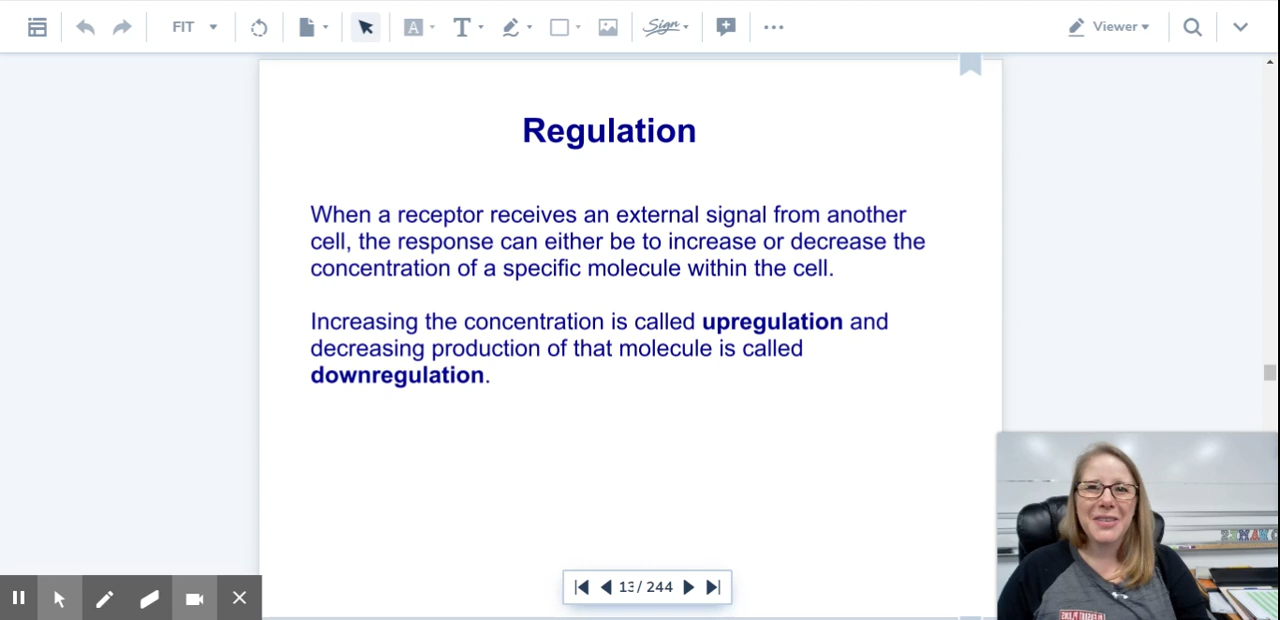 FIT
A
T
Sign
Viewer
Regulation
When a receptor receives an external signal from another
cell, the response can either be to increase or decrease the
concentration of a specific molecule within the cell.
Increasing the concentration is called upregulation and
decreasing production of that molecule is called
downregulation.
/ 244